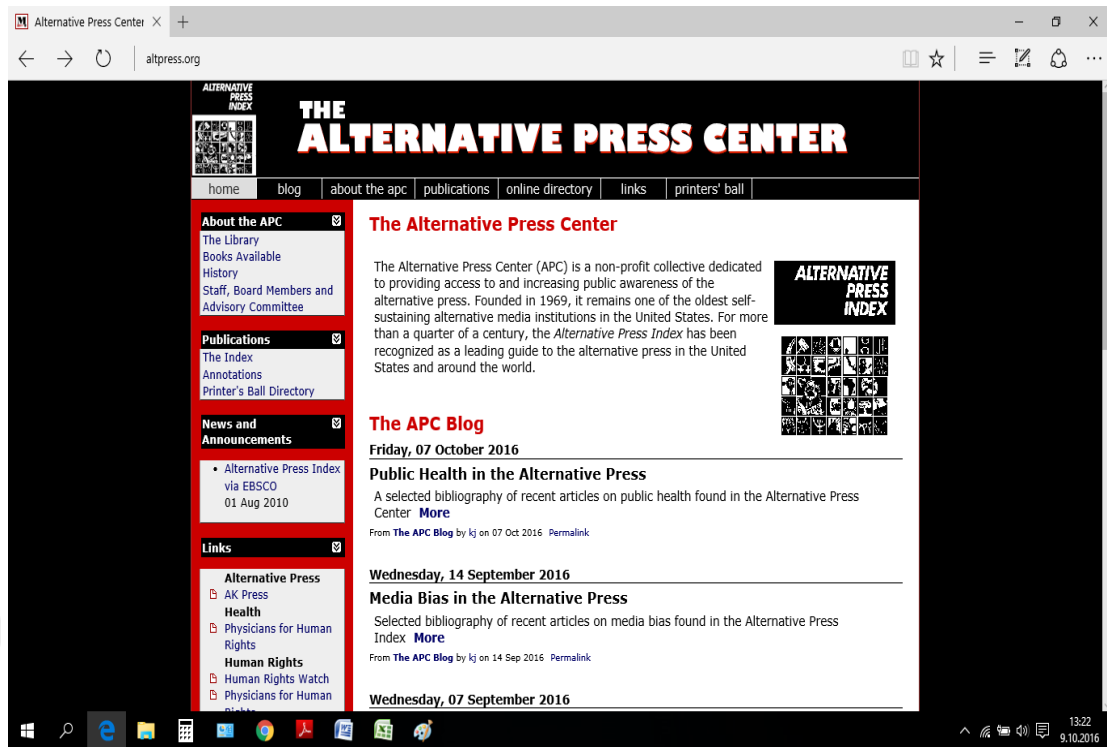 Alternative Press Center
altpress.org
ALTERNATIVE
PRESS
INDEX
THE
ALTERNATIVE PRESS CENTER
home blog about the apc publications online directory links printers' ball
About the APC
The Library
Books Available
History
Staff, Board Members and
Advisory Committee
Publications
The Index
Annotations
Printer's Ball Directory
News and
Announcements
Alternative Press Index
via EBSCO
01 Aug 2010
Links
Alternative Press
AK Press
Health
Physicians for Human
Rights
Human Rights
Human Rights Watch
Physicians for Human
Rights
The Alternative Press Center
The Alternative Press Center (APC) is a non-profit collective dedicated
to providing access to and increasing public awareness of the
alternative press. Founded in 1969, it remains one of the oldest self-
sustaining alternative media institutions in the United States. For more
than a quarter of a century, the Alternative Press Index has been
recognized as a leading guide to the alternative press in the United
States and around the world.
ALTERNATIVE
PRESS
INDEX
The APC Blog
Friday, 07 October 2016
Public Health in the Alternative Press
A selected bibliography of recent articles on public health found in the Alternative Press
Center More
From The APC Blog by kj on 07 Oct 2016 Permalink
Wednesday, 14 September 2016
Media Bias in the Alternative Press
Selected bibliography of recent articles on media bias found in the Alternative Press
Index More
From The APC Blog by kj on 14 Sep 2016 Permalink
Wednesday, 07 September 2016
13:22
9.10.2016